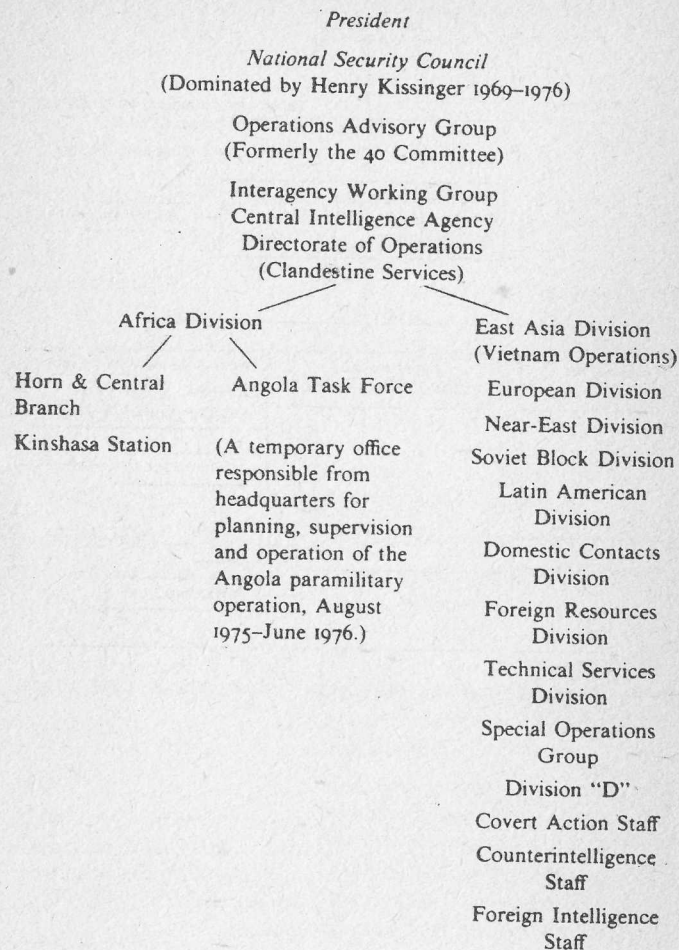 President
National Security Council
(Dominated by Henry Kissinger 1969–1976)
Operations Advisory Group
(Formerly the 40 Committee)
Interagency Working Group
Central Intelligence Agency
Directorate of Operations
(Clandestine Services)
Africa Division
Horn & Central
Branch
Kinshasa Station
Angola Task Force
(A temporary office
responsible from
headquarters for
planning, supervision
and operation of the
Angola paramilitary
operation, August
1975–June 1976.)
East Asia Division
(Vietnam Operations)
European Division
Near-East Division
Soviet Block Division
Latin American
Division
Domestic Contacts
Division
Foreign Resources
Division
Technical Services
Division
Special Operations
Group
Division “D”
Covert Action Staff
Counterintelligence
Staff
Foreign Intelligence
Staff